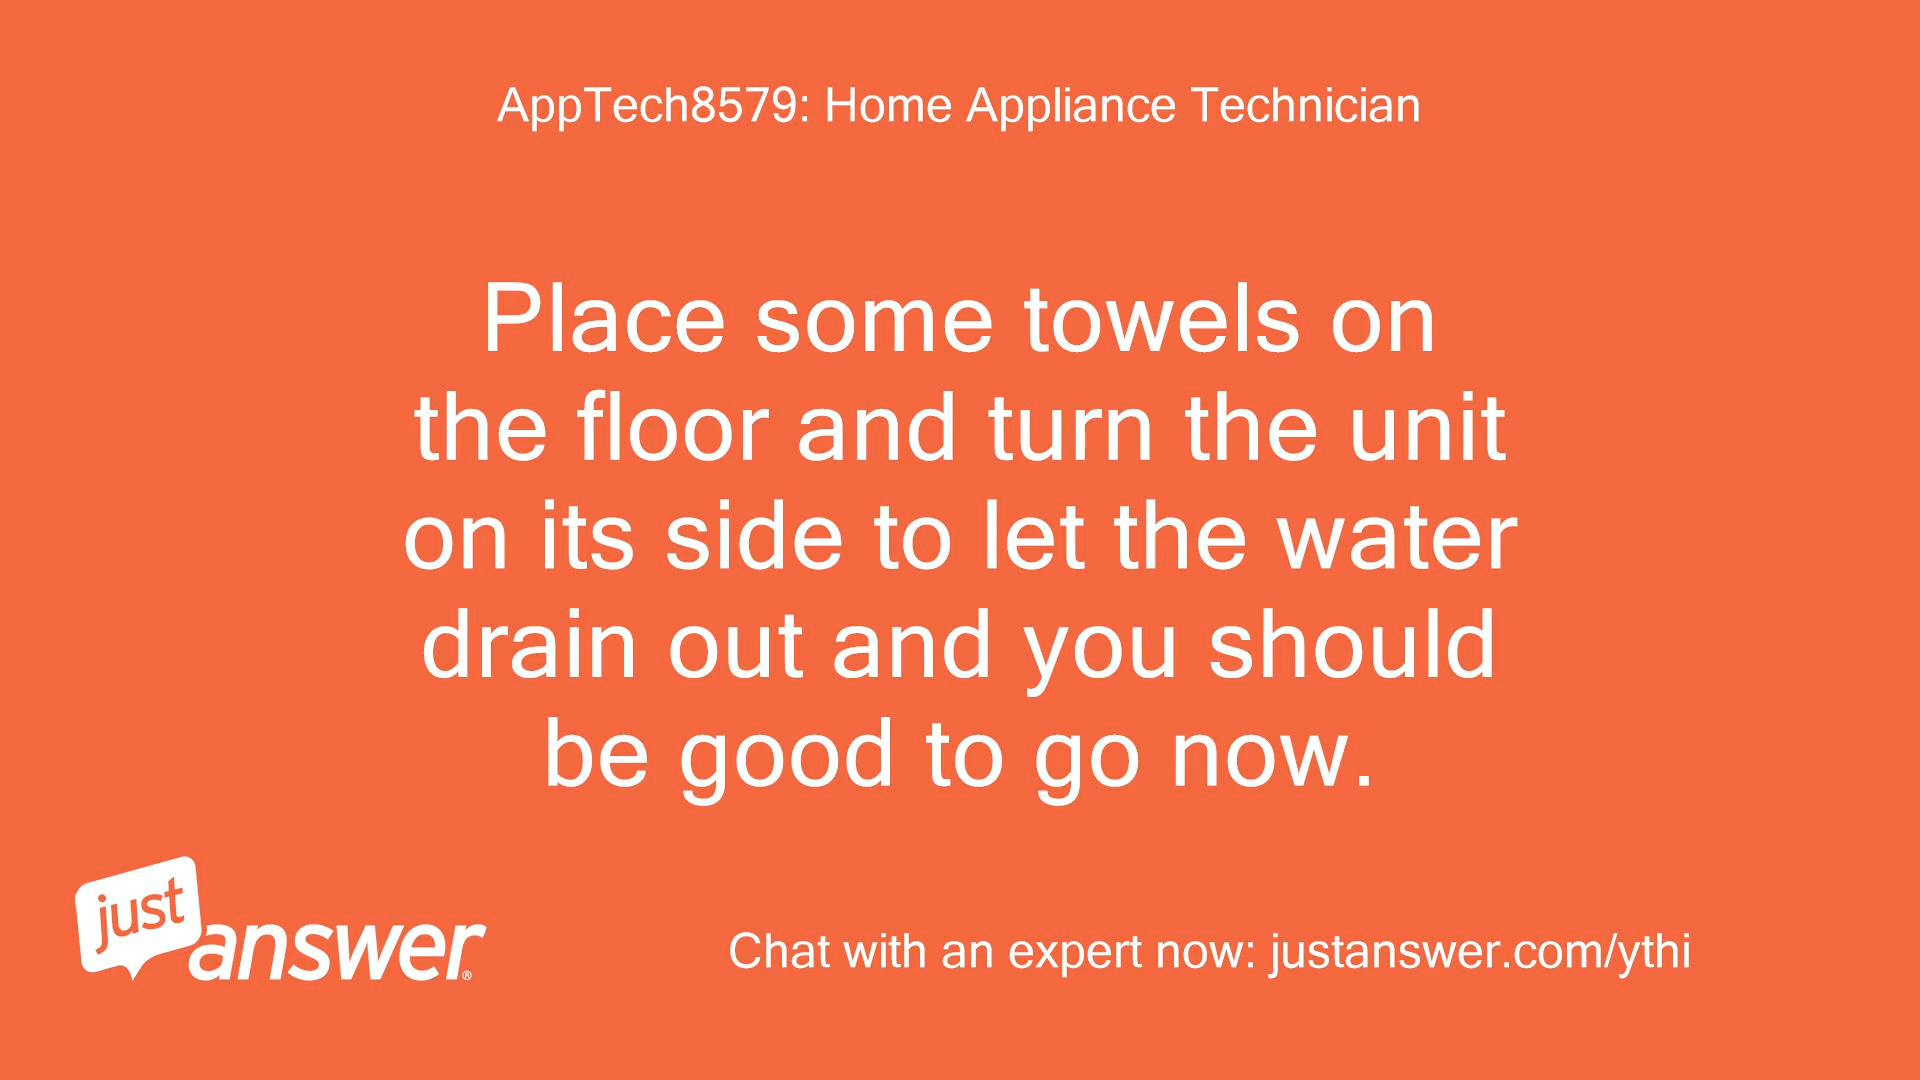 AppTech8579: Home Appliance Technician
Place some towels on
the floor and turn the unit
on its side to let the water
drain out and you should
be good to go now.
just
answer®
Chat with an expert now: justanswer.com/ythi